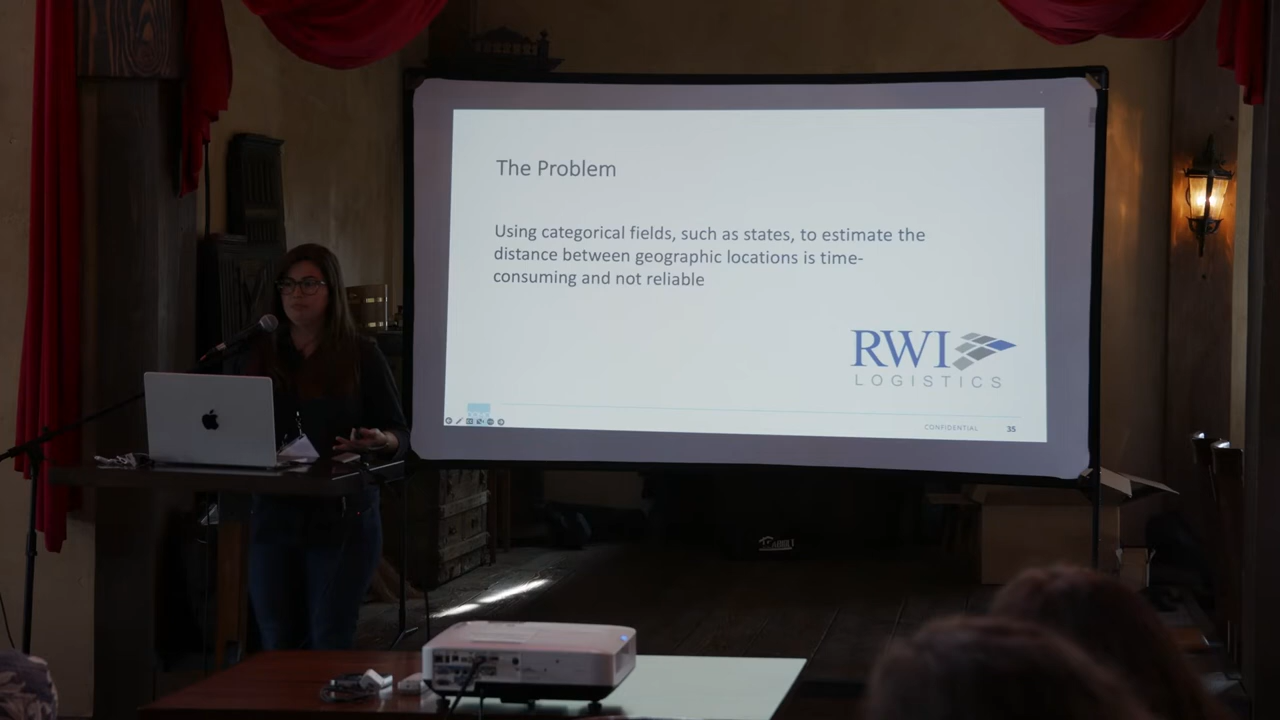 The Problem
Using categorical fields, such as states, to estimate the
distance between geographic locations is time-
consuming and not reliable
RWI
LOGISTICS
DOMO
CONFIDENTIAL
35